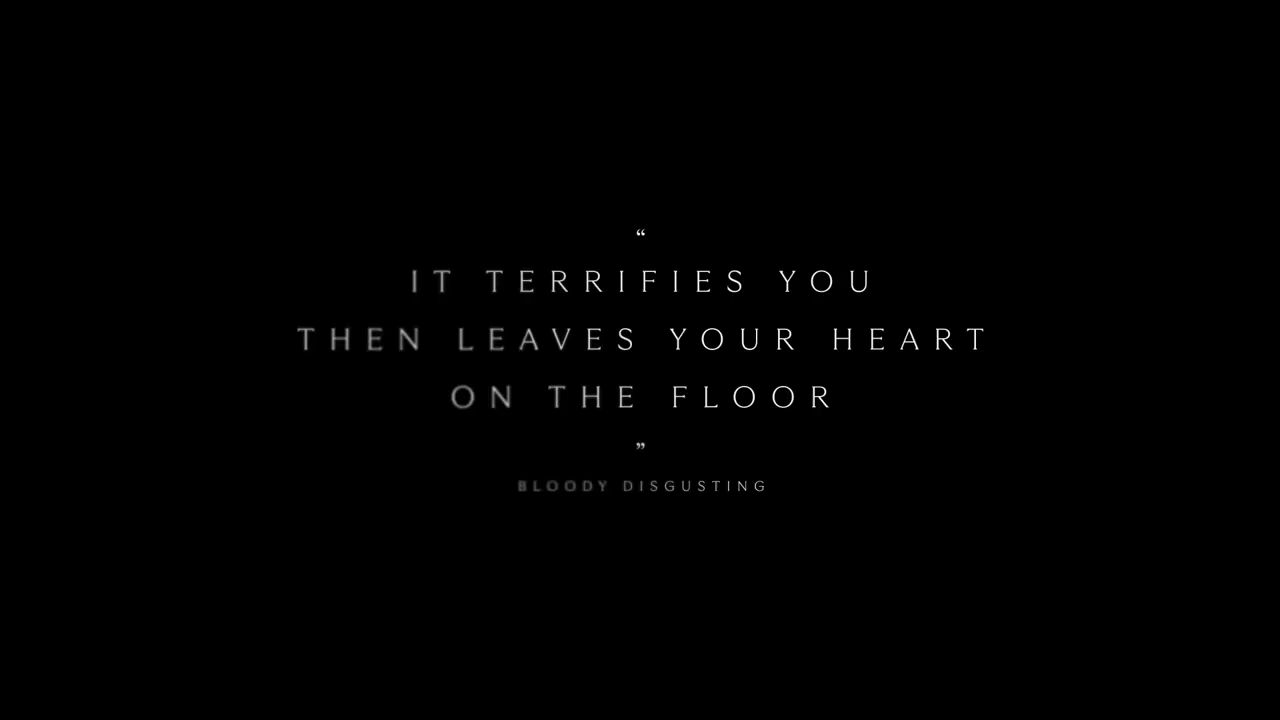 “
IT TERRIFIES YOU
THEN LEAVES YOUR HEART
ON THE FLOOR
”
BLOODY DISGUSTING